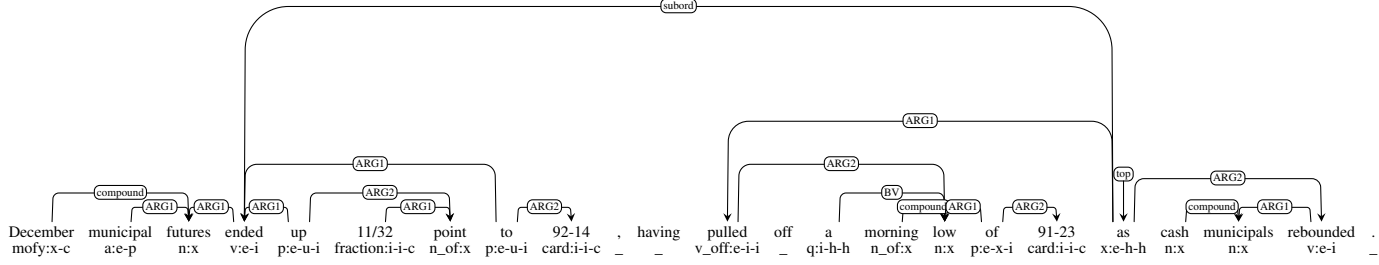 subord
ARG1
ARG1 ARG2 top
compound ARG2 BV ARG2
ARG1 ARG1 ARG1 ARG1 ARG2 compound ARG1 ARG2 compound ARG1
December municipal futures ended up 11/32 point to 92-14 , having pulled off a morning low of 91-23 as cash municipals rebounded .
mofy:x-c a:e-p n:x v:e-i p:e-u-i fraction:i-i-c n_of:x p:e-u-i card:i-i-c _ _ v_off:e-i-i _ q:i-h-h n_of:x n:x p:e-x-i card:i-i-c x:e-h-h n:x n:x v:e-i _